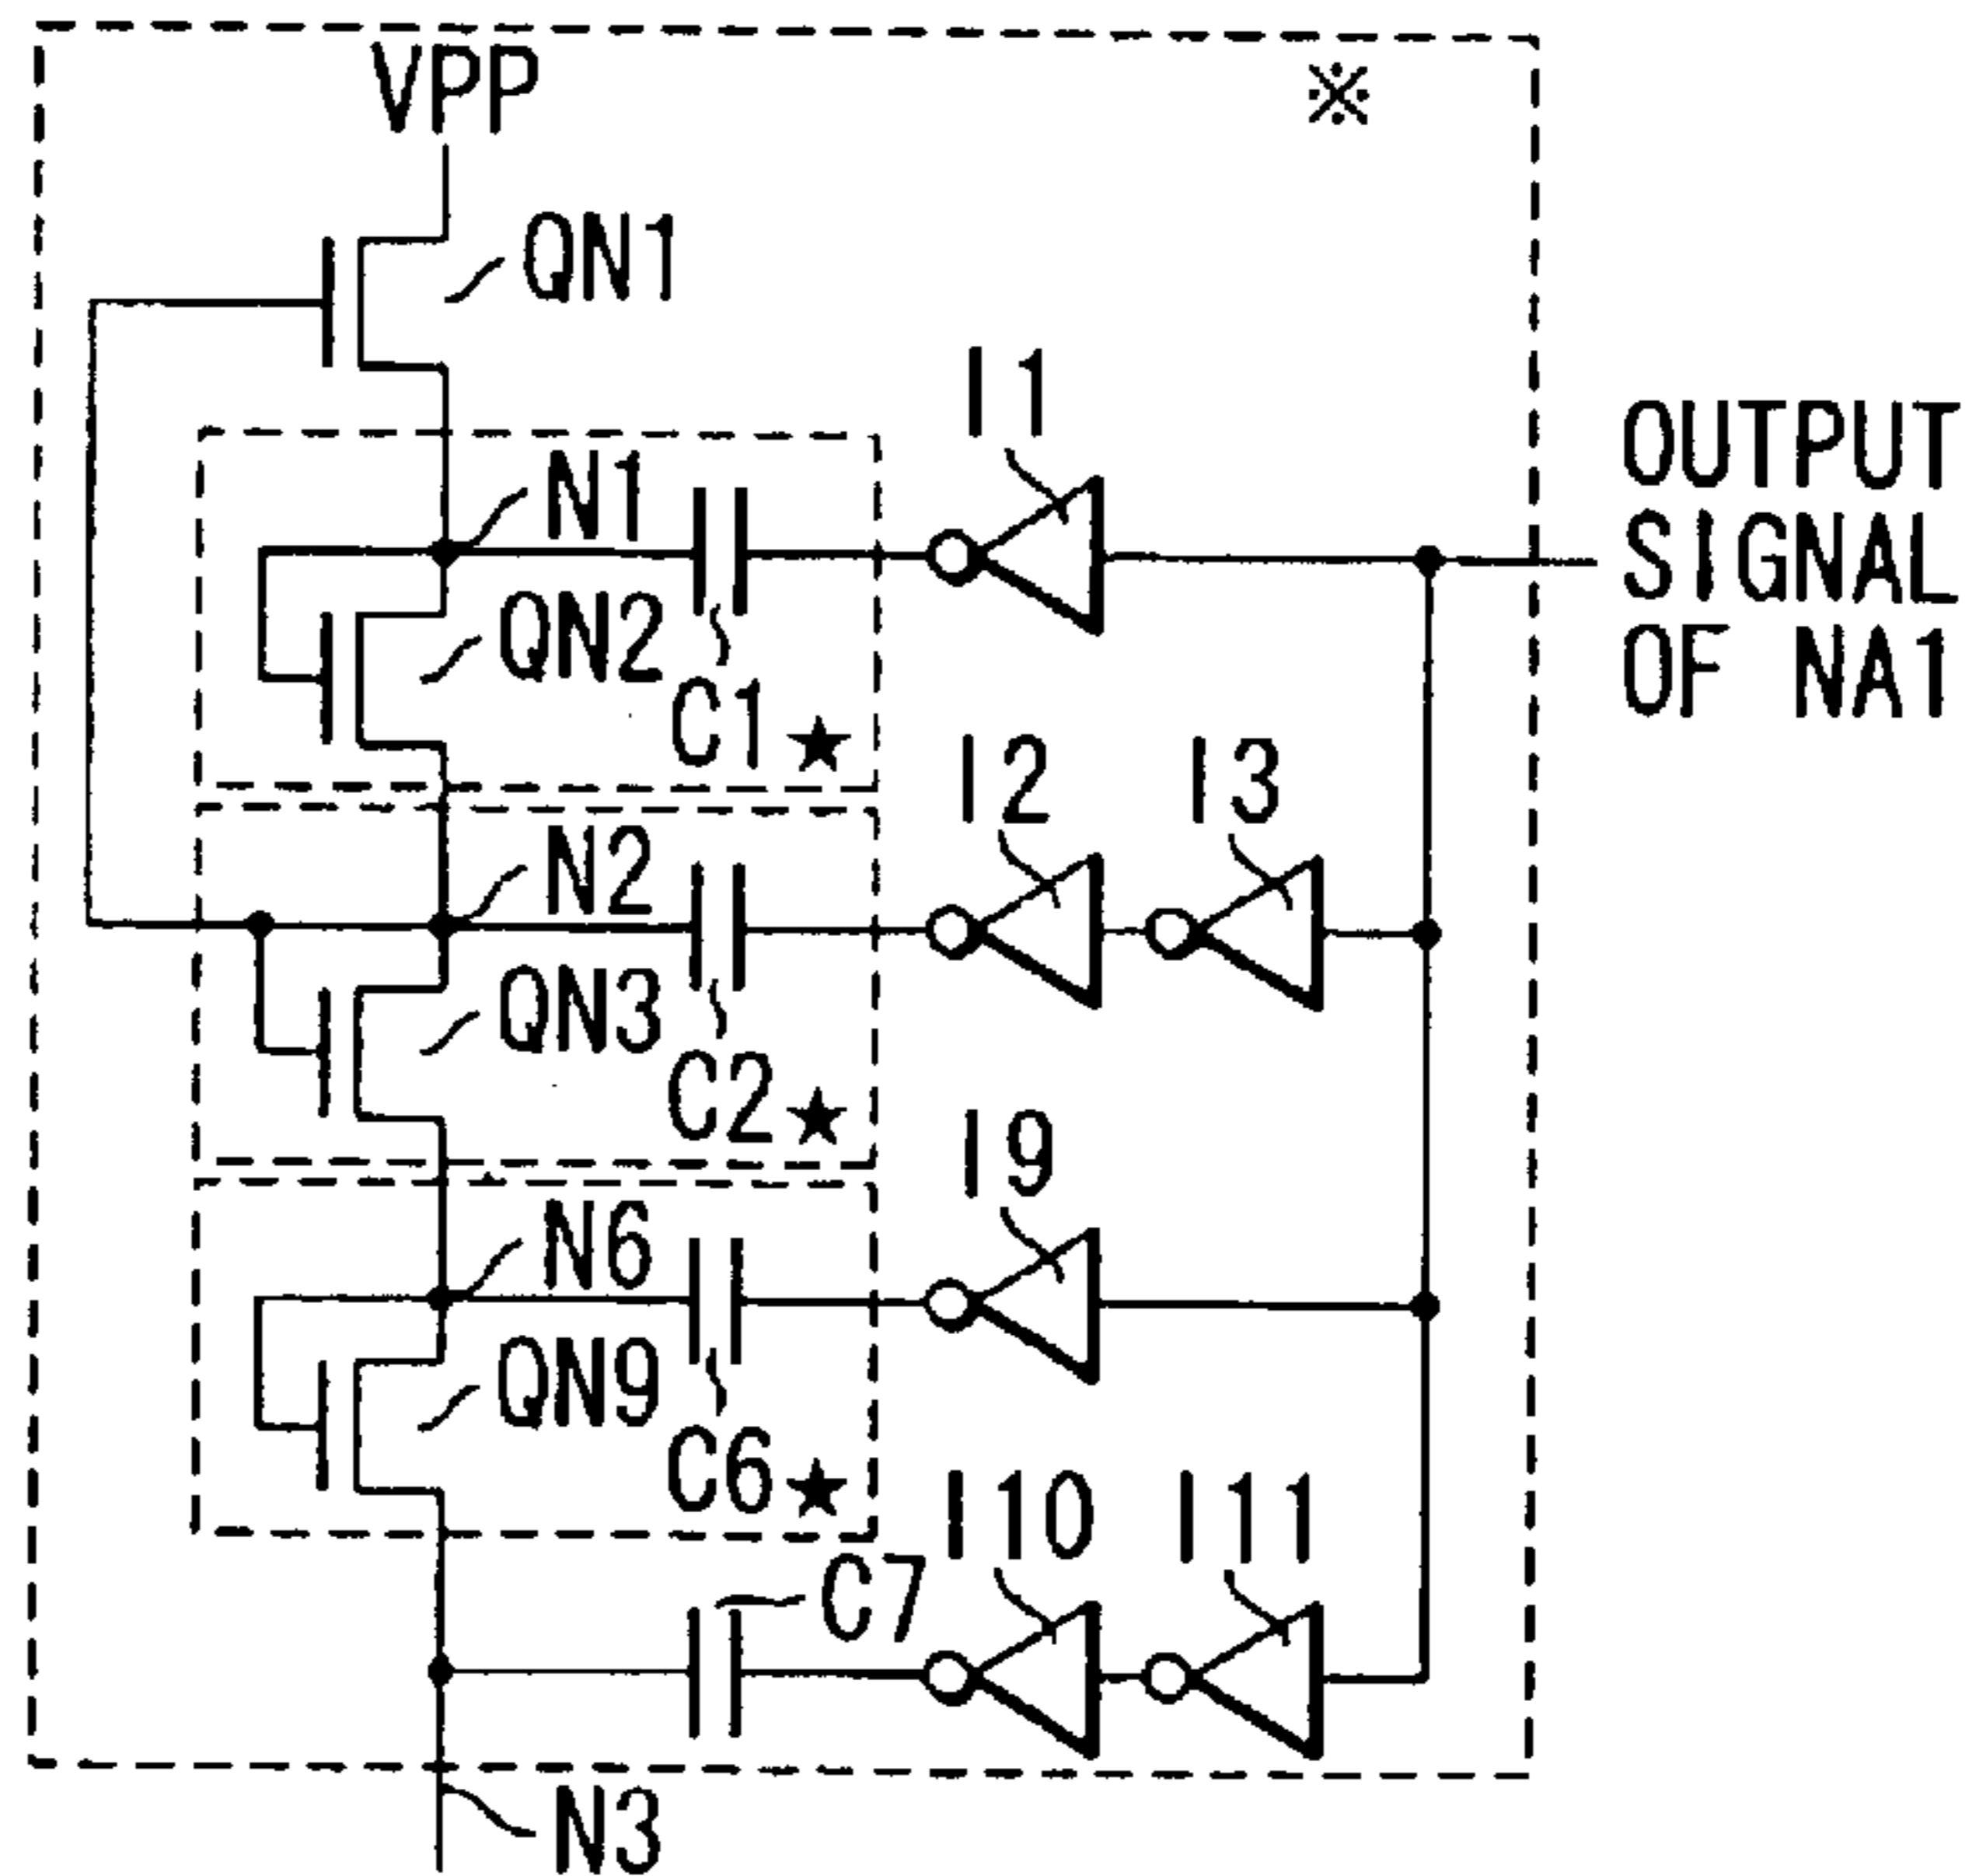 VPP
※
QN1
I1
OUTPUT
SIGNAL
OF NA1
N1
QN2
C1★
I2
I3
N2
QN3
C2★
I9
N6
QN9
C6★
I10
I11
C7
N3